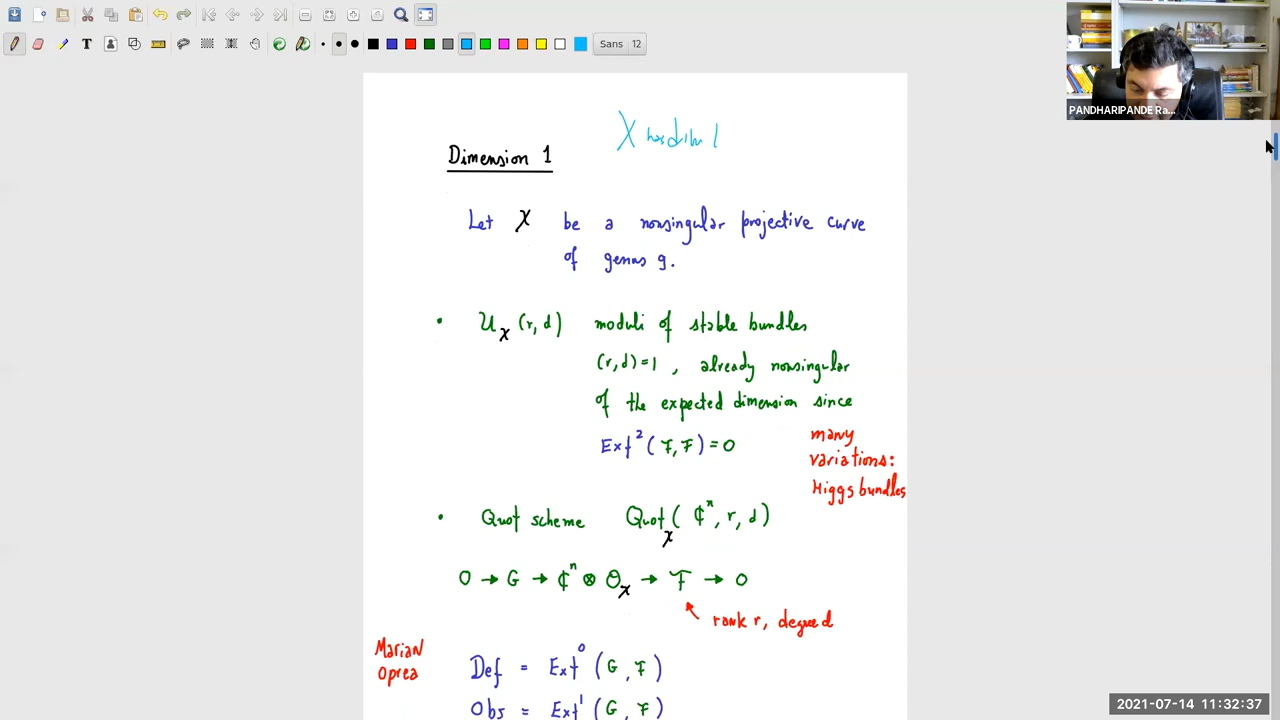 Sans 12
PANDHARIPANDE Ra...
X has dim 1
Dimension 1
Let X be a nonsingular projective curve
of genus g.
• U_X (r, d) moduli of stable bundles
(r, d) = 1 , already nonsingular
of the expected dimension since
Ext² ( F, F ) = 0
many
variations:
Higgs bundles
• Quot scheme Quot_X ( ℂⁿ, r, d )
0 → G → ℂⁿ ⊗ O_X → F → 0
rank r, degree d
Marian
Oprea
Def = Ext⁰ ( G , F )
Obs = Ext¹ ( G , F )
2021-07-14 11:32:37